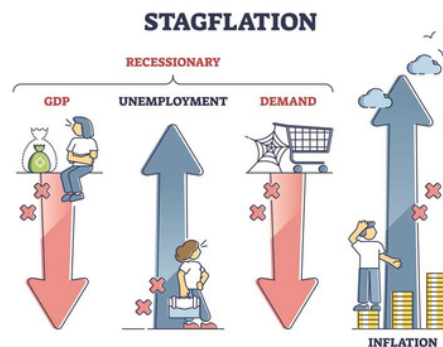 STAGFLATION
RECESSIONARY
GDP
UNEMPLOYMENT
DEMAND
INFLATION